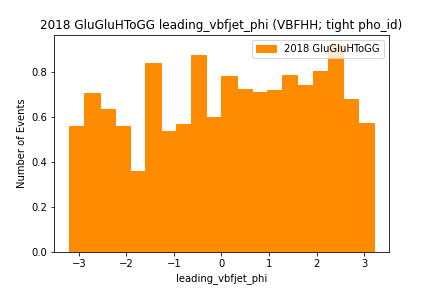 2018 GluGluHToGG leading_vbfjet_phi (VBFHH; tight pho_id)
2018 GluGluHToGG
0.8
0.6
0.4
0.2
0.0
Number of Events
−3 −2 −1 0 1 2 3
leading_vbfjet_phi